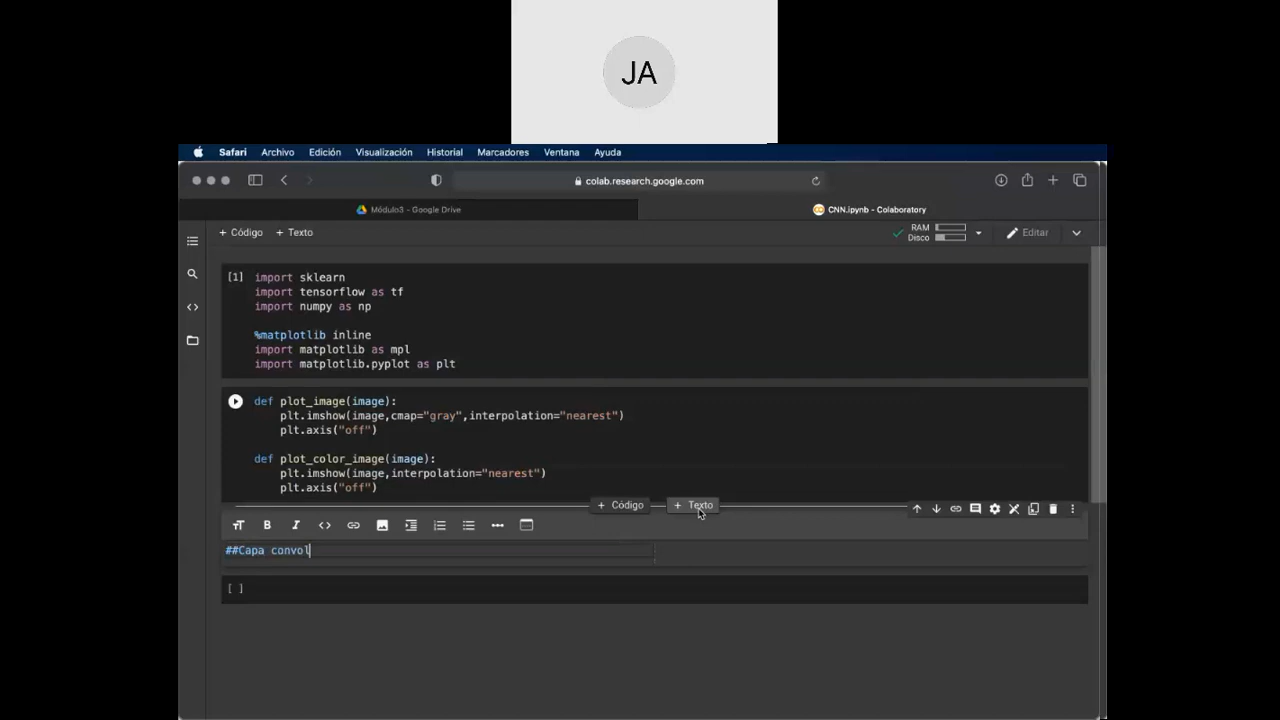 JA
Safari Archivo Edición Visualización Historial Marcadores Ventana Ayuda
colab.research.google.com
Módulo3 - Google Drive
CNN.ipynb - Colaboratory
+ Código + Texto
RAM
Disco
Editar
[1] import sklearn
import tensorflow as tf
import numpy as np
%matplotlib inline
import matplotlib as mpl
import matplotlib.pyplot as plt
def plot_image(image):
plt.imshow(image,cmap="gray",interpolation="nearest")
plt.axis("off")
def plot_color_image(image):
plt.imshow(image,interpolation="nearest")
plt.axis("off")
+ Código + Texto
##Capa convol
[ ]